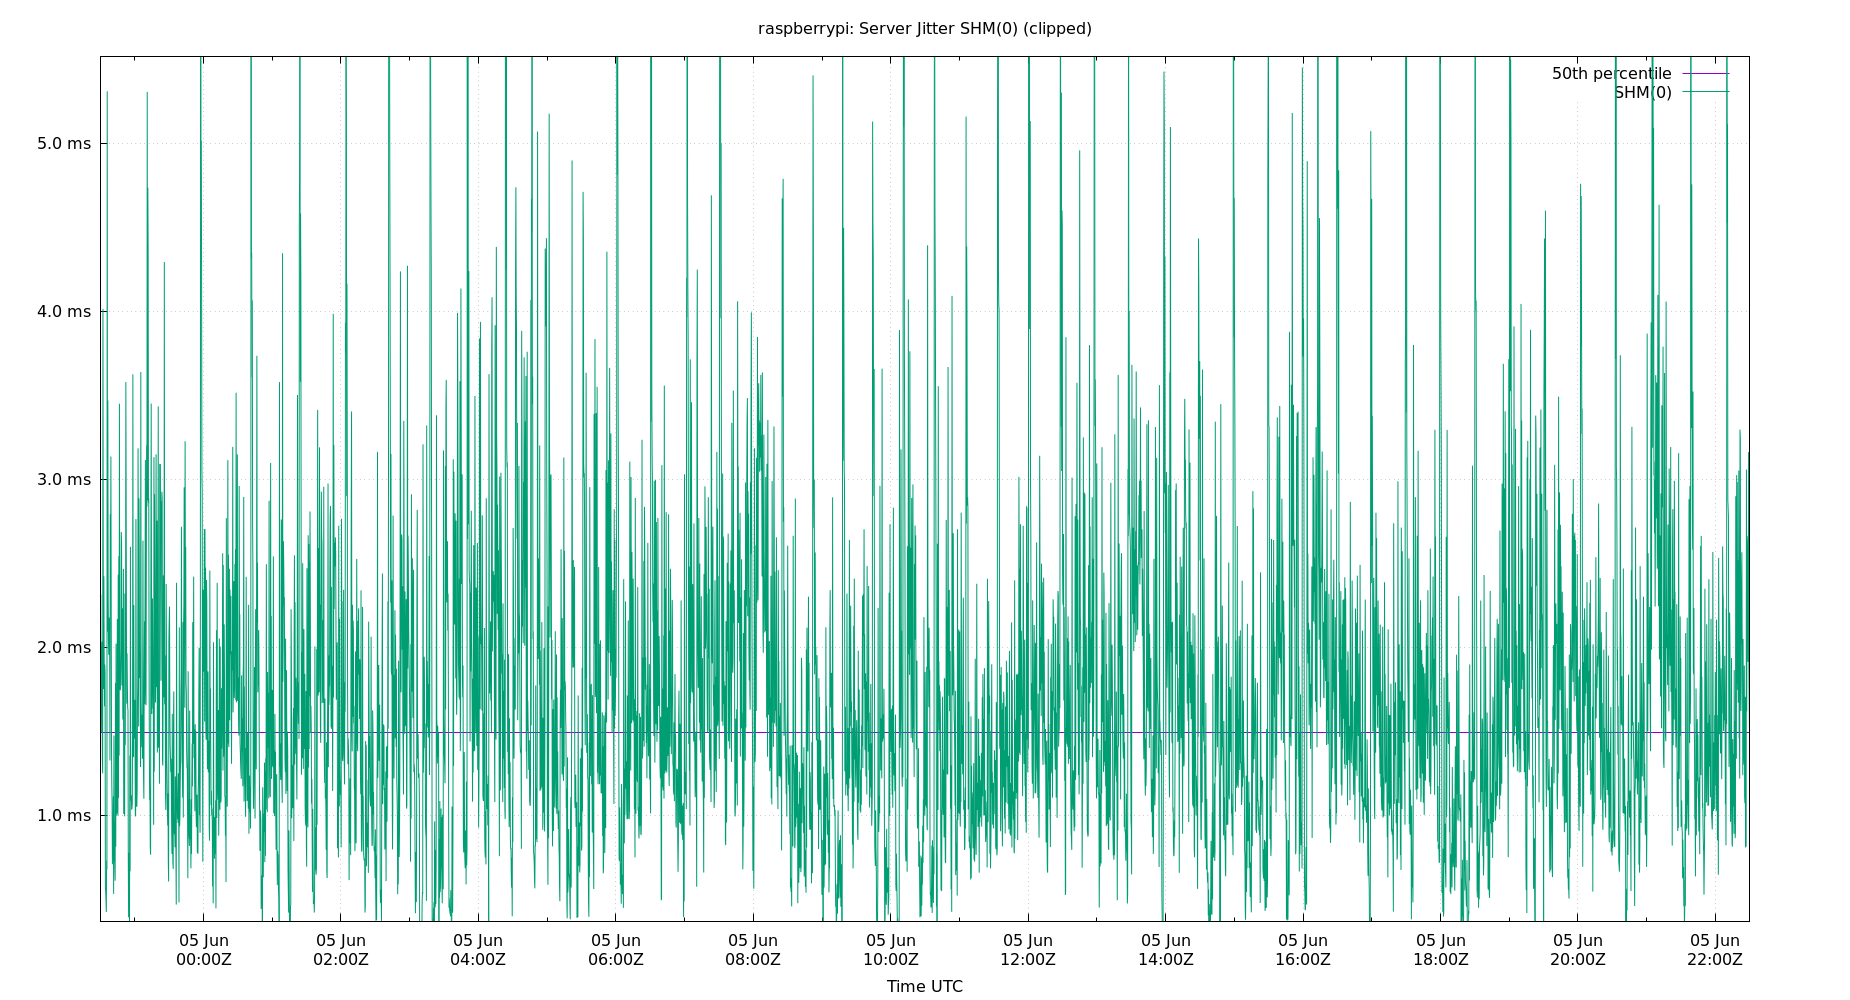 raspberrypi: Server Jitter SHM(0) (clipped)
50th percentile
SHM(0)
5.0 ms
4.0 ms
3.0 ms
2.0 ms
1.0 ms
05 Jun 05 Jun 05 Jun 05 Jun 05 Jun 05 Jun 05 Jun 05 Jun 05 Jun 05 Jun 05 Jun 05 Jun
00:00Z 02:00Z 04:00Z 06:00Z 08:00Z 10:00Z 12:00Z 14:00Z 16:00Z 18:00Z 20:00Z 22:00Z
Time UTC